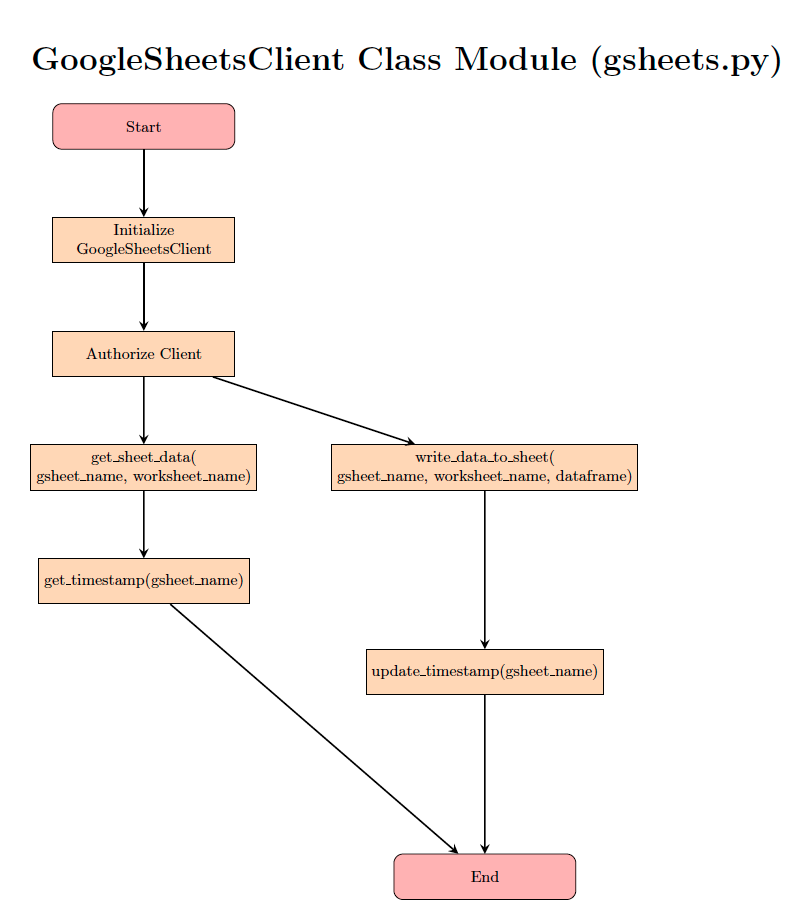 GoogleSheetsClient Class Module (gsheets.py)
Start
Initialize
GoogleSheetsClient
Authorize Client
get_sheet_data(
gsheet_name, worksheet_name)
write_data_to_sheet(
gsheet_name, worksheet_name, dataframe)
get_timestamp(gsheet_name)
update_timestamp(gsheet_name)
End